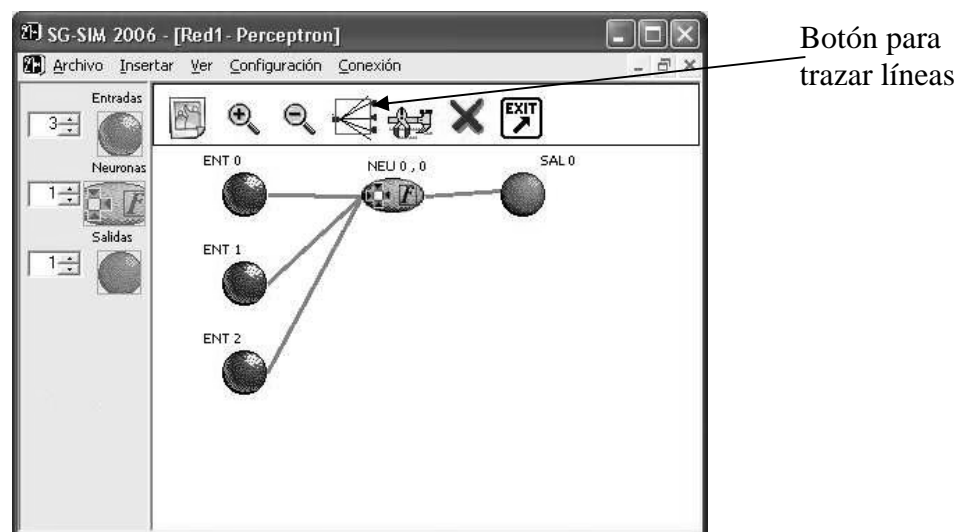 SG-SIM 2006 - [Red1- Perceptron]
Archivo Insertar Ver Configuración Conexión
Botón para
trazar líneas
Entradas
3
Neuronas
1
F
Salidas
1
EXIT
ENT 0
NEU 0 , 0
F
SAL 0
ENT 1
ENT 2